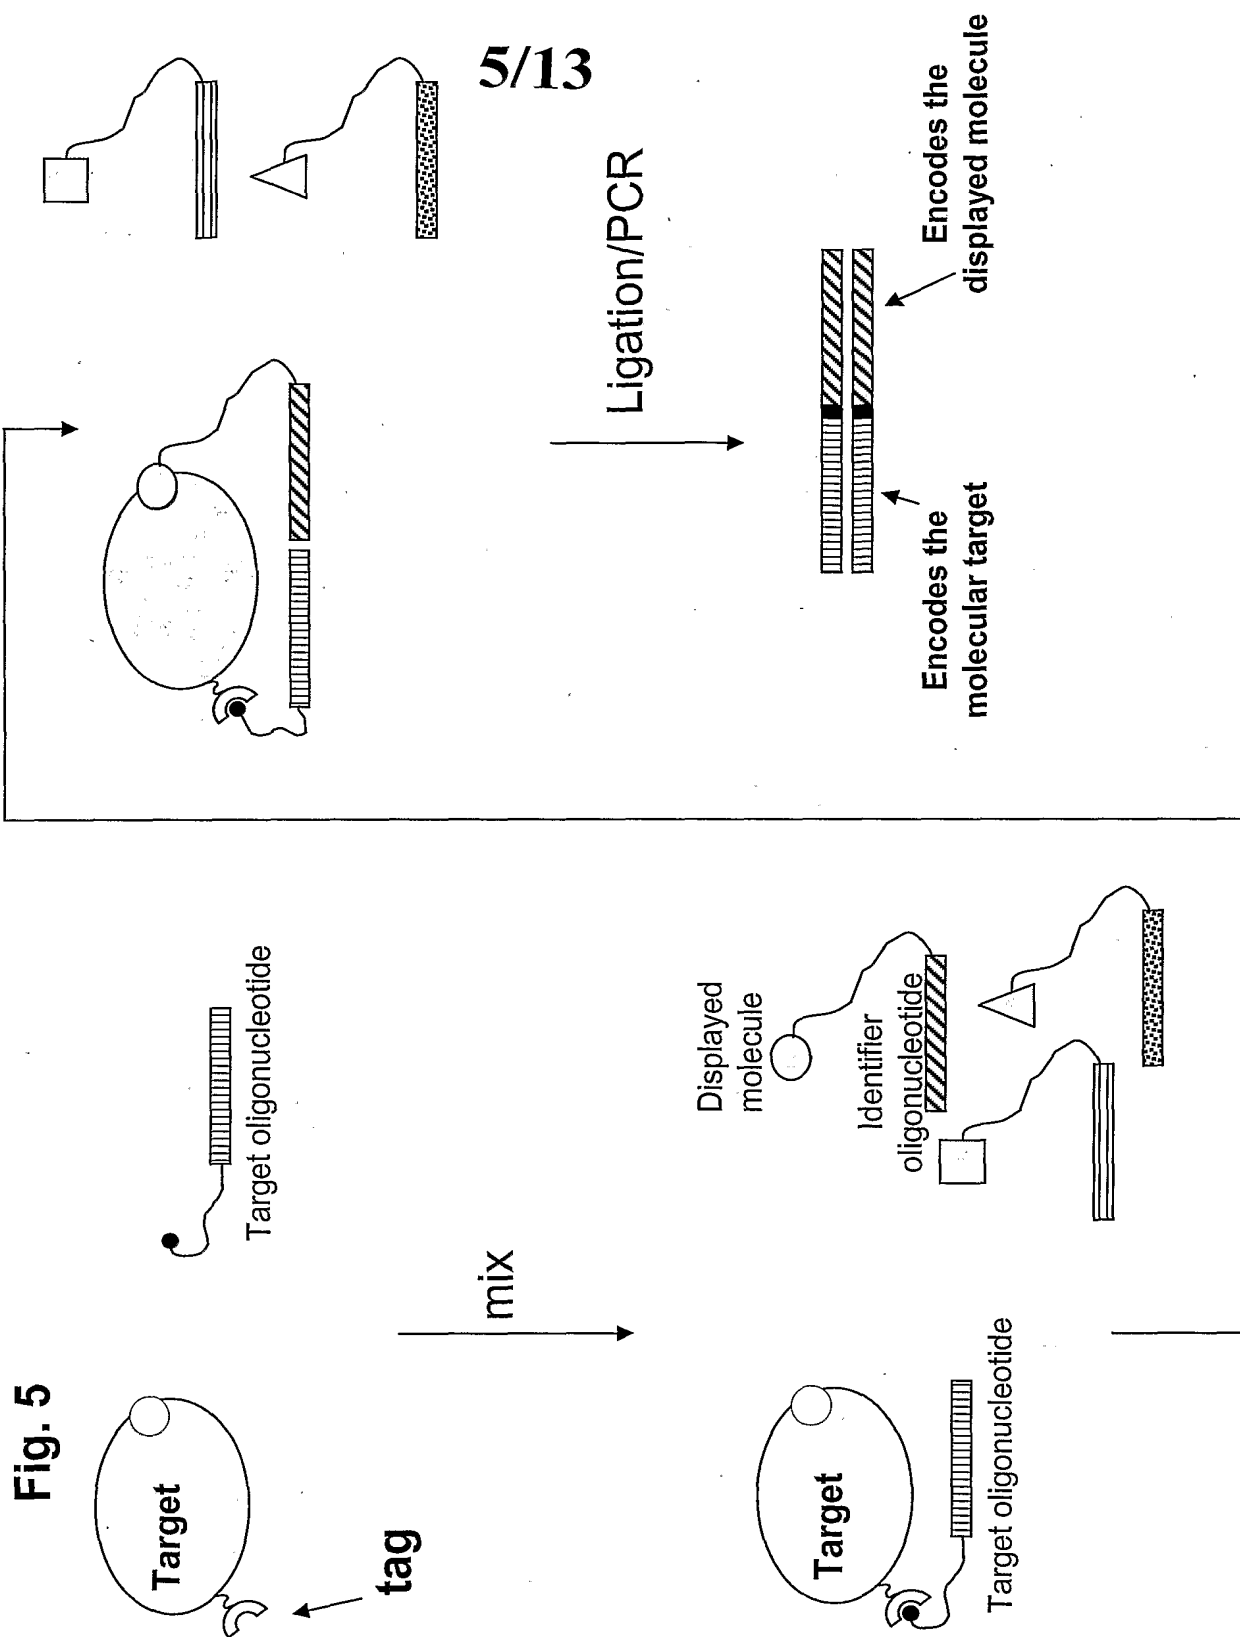 5/13
Fig. 5
Target
tag
Target oligonucleotide
mix
Target
Target oligonucleotide
Displayed
molecule
Identifier
oligonucleotide
Ligation/PCR
Encodes the
molecular target
Encodes the
displayed molecule